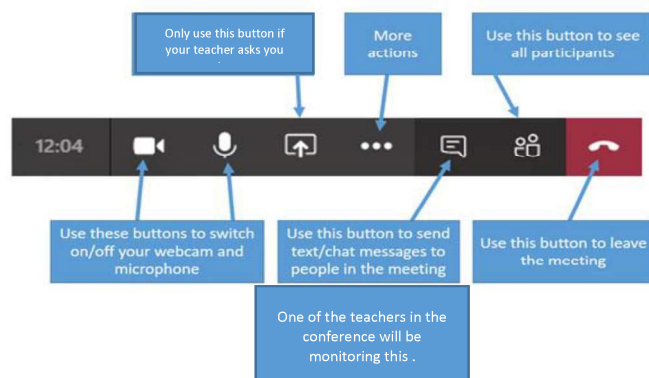 Only use this button if
your teacher asks you
More
actions
Use this button to see
all participants
12:04
Use these buttons to switch
on/off your webcam and
microphone
Use this button to send
text/chat messages to
people in the meeting
Use this button to leave
the meeting
One of the teachers in the
conference will be
monitoring this .